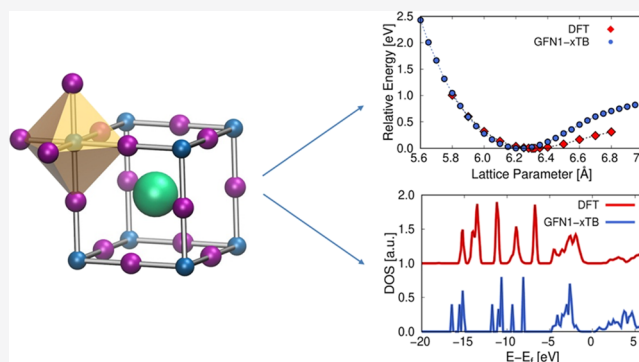 2.5
2.0
1.5
1.0
0.5
0.0
Relative Energy [eV]
DFT
GFN1-xTB
5.6 5.8 6.0 6.2 6.4 6.6 6.8
Lattice Parameter [Å]
2.0
1.5
1.0
0.5
0.0
DOS [a.u.]
DFT
GFN1-xTB
-20 -15 -10 -5 0 5
E-E_f [eV]